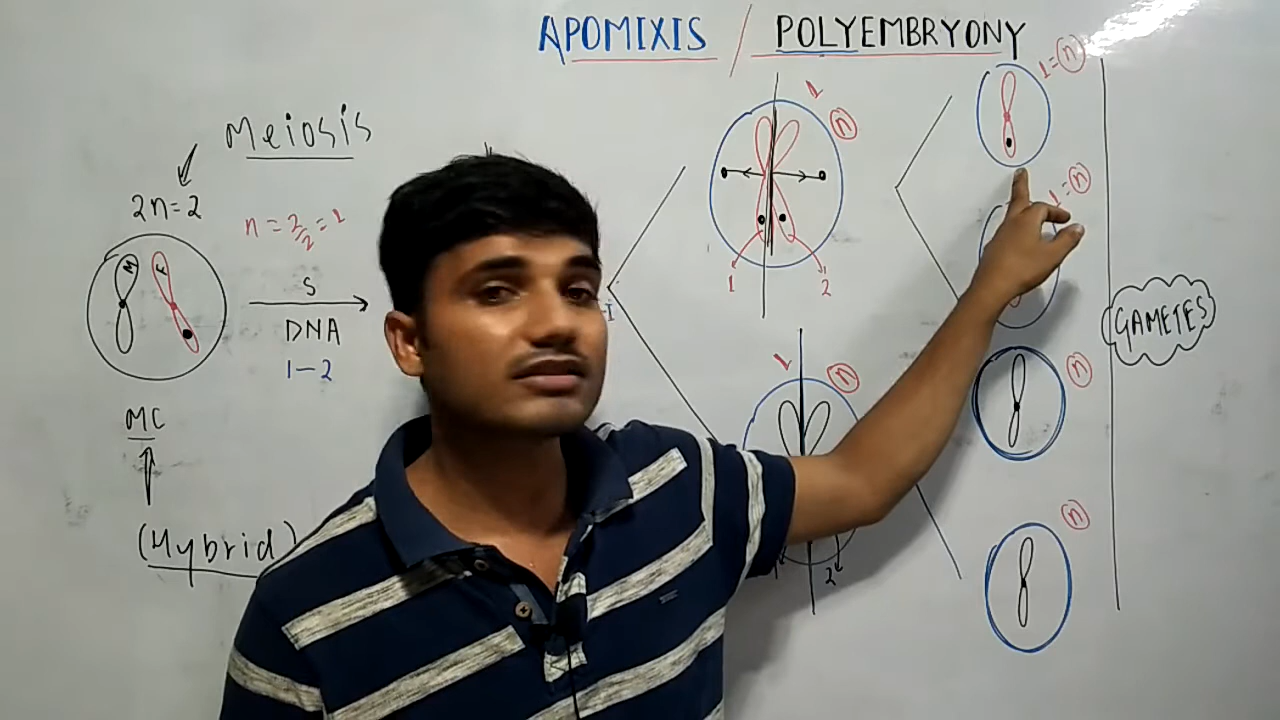 APOMIXIS / POLYEMBRYONY
Meiosis
2n=2
n = 2/2 = 1
M
F
S
DNA
1-2
MC
(Hybrid)
I
1
n
1
2
1
n
2
1=n
1=n
n
n
GAMETES